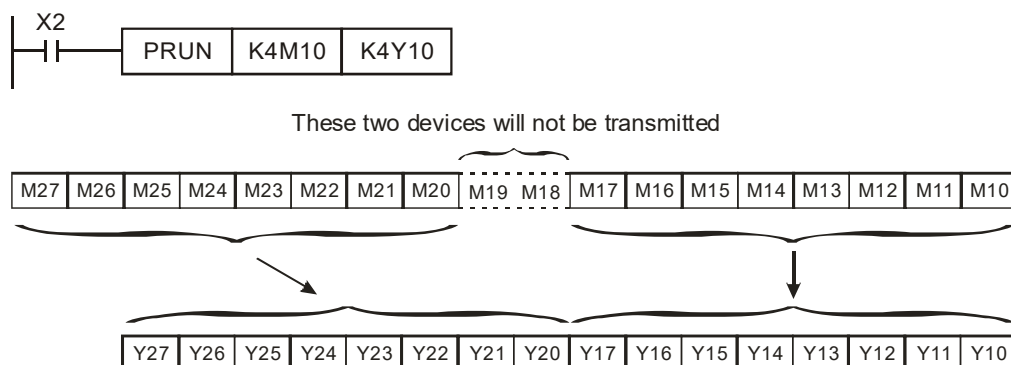 X2
PRUN K4M10 K4Y10
These two devices will not be transmitted
M27 M26 M25 M24 M23 M22 M21 M20 M19 M18 M17 M16 M15 M14 M13 M12 M11 M10
Y27 Y26 Y25 Y24 Y23 Y22 Y21 Y20 Y17 Y16 Y15 Y14 Y13 Y12 Y11 Y10